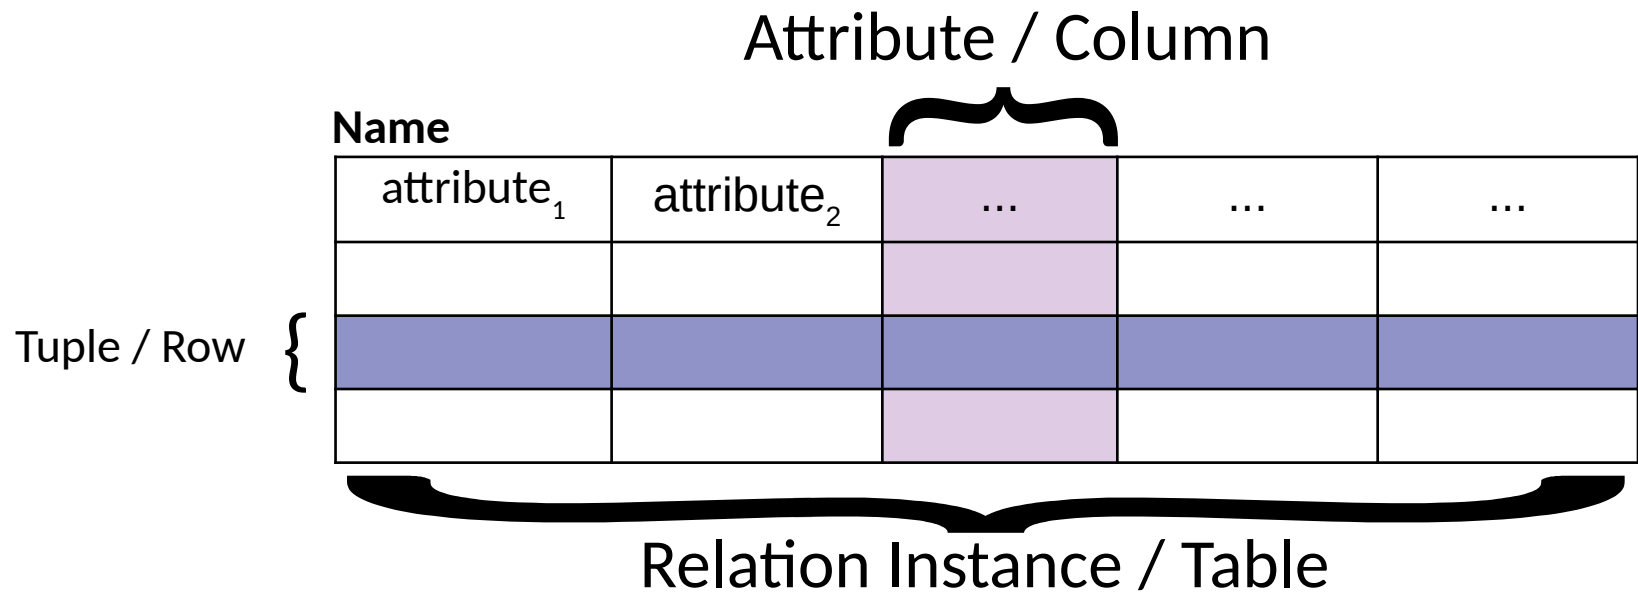 Attribute / Column
Name
attribute₁ attribute₂ ... ... ...
Tuple / Row {
Relation Instance / Table